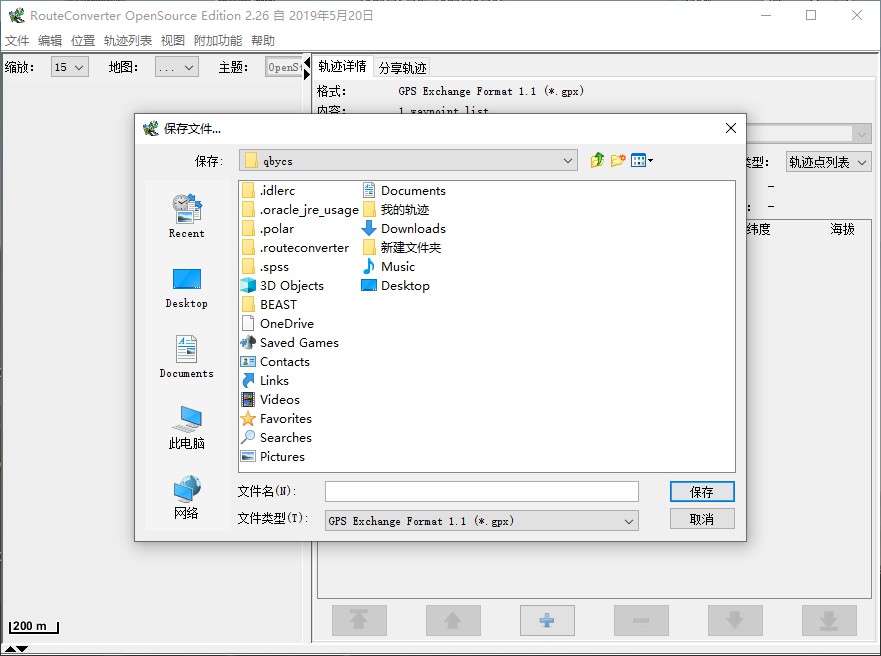 RouteConverter OpenSource Edition 2.26 自 2019年5月20日
文件 编辑 位置 轨迹列表 视图 附加功能 帮助
缩放: 15 地图: ... 主题: OpenSt
轨迹详情 分享轨迹
格式: GPS Exchange Format 1.1 (*.gpx)
内容: 1 waypoint list
类型: 轨迹点列表
-
: -
纬度 海拔
保存文件...
保存: qbycs
Recent
Desktop
Documents
此电脑
网络
.idlerc
.oracle_jre_usage
.polar
.routeconverter
.spss
3D Objects
BEAST
OneDrive
Saved Games
Contacts
Links
Videos
Favorites
Searches
Pictures
Documents
我的轨迹
Downloads
新建文件夹
Music
Desktop
文件名(N):
保存
文件类型(T): GPS Exchange Format 1.1 (*.gpx)
取消
200 m